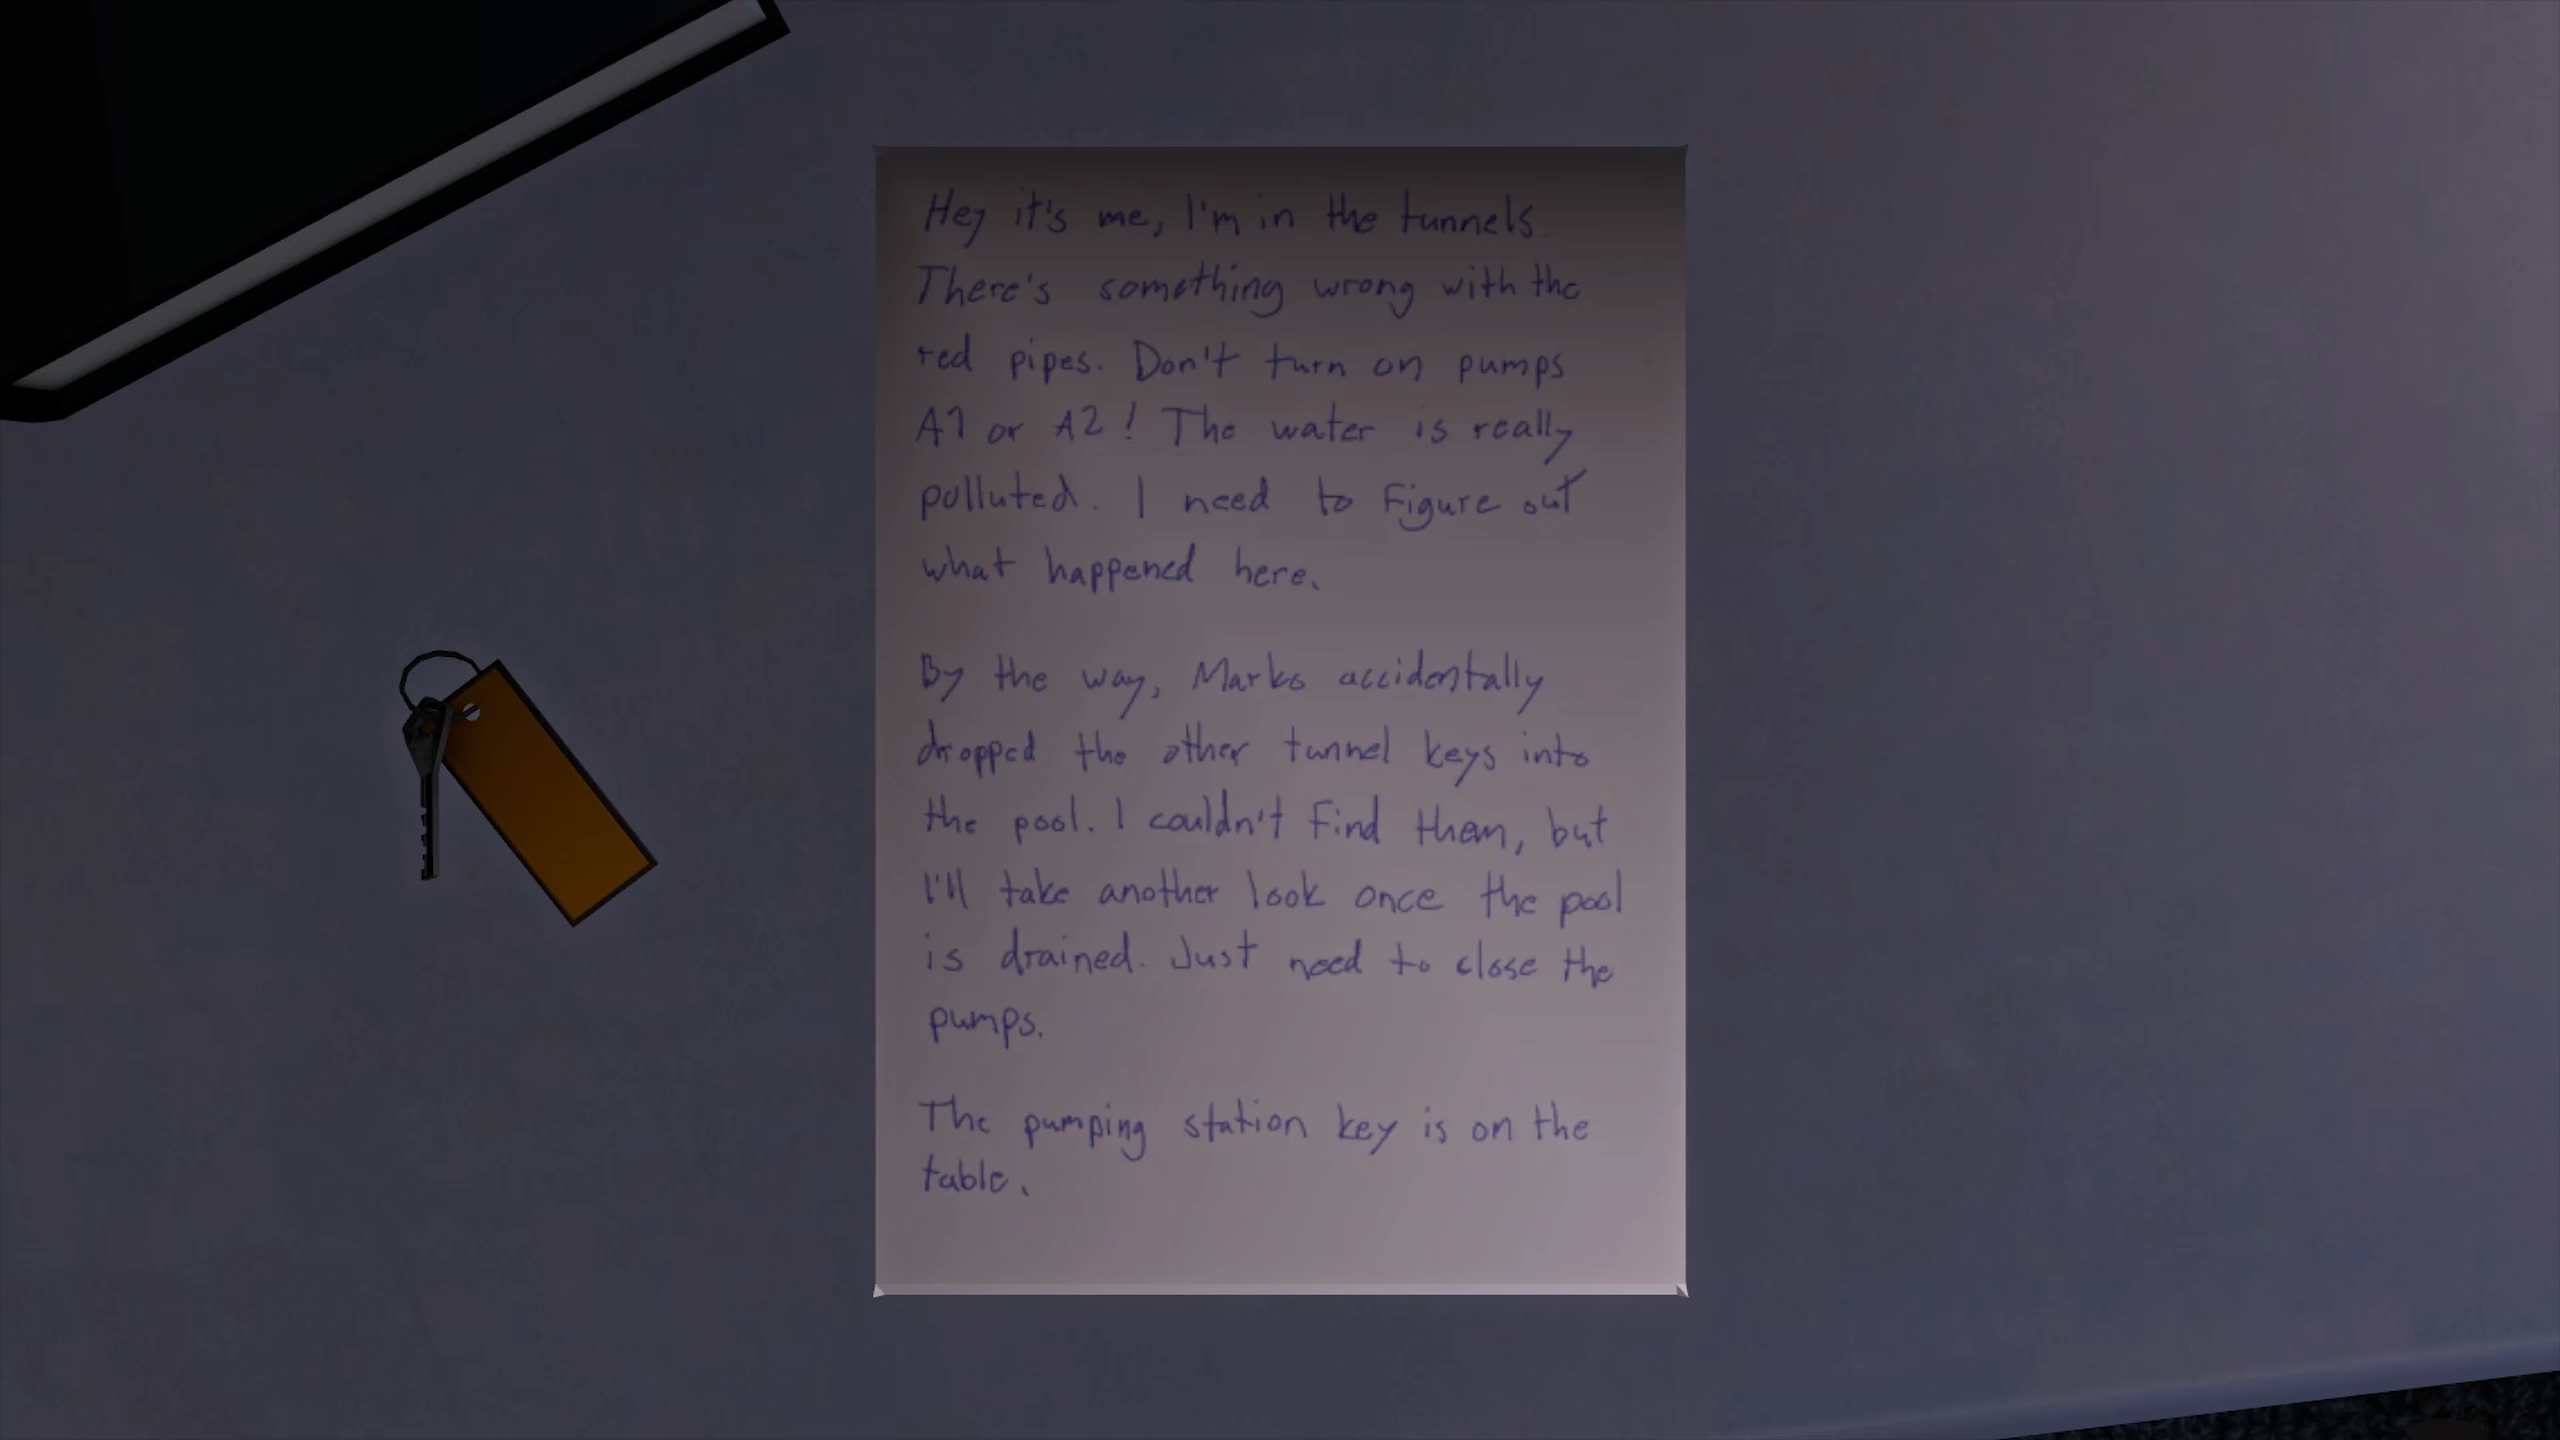 Hey it's me, I'm in the tunnels.
There's something wrong with the
red pipes. Don't turn on pumps
A1 or A2! The water is really
polluted. I need to Figure out
what happened here.
By the way, Marko accidentally
dropped the other tunnel keys into
the pool. I couldn't Find them, but
I'll take another look once the pool
is drained. Just need to close the
pumps.
The pumping station key is on the
table.